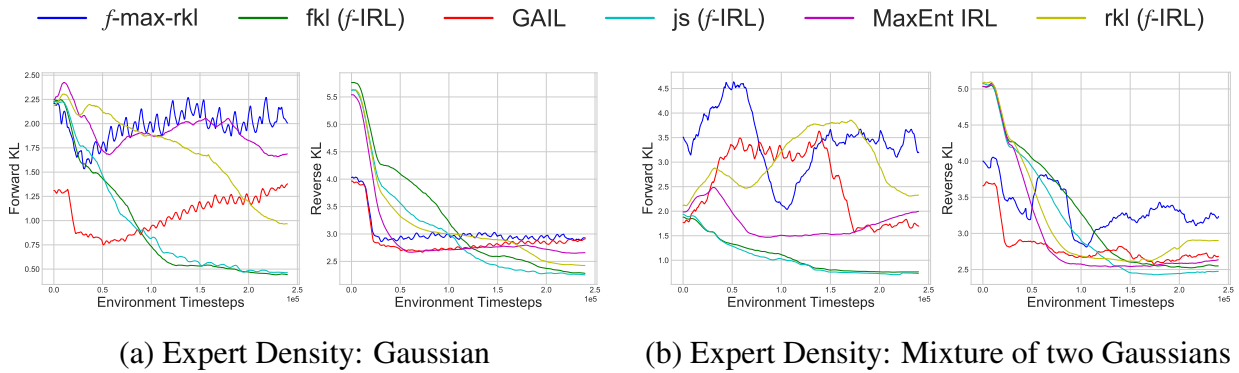 f-max-rkl fkl (f-IRL) GAIL js (f-IRL) MaxEnt IRL rkl (f-IRL)
Forward KL
2.50
2.25
2.00
1.75
1.50
1.25
1.00
0.75
0.50
0.0 0.5 1.0 1.5 2.0 2.5
1e5
Environment Timesteps
Reverse KL
5.5
5.0
4.5
4.0
3.5
3.0
2.5
0.0 0.5 1.0 1.5 2.0 2.5
1e5
Environment Timesteps
(a) Expert Density: Gaussian
Forward KL
4.5
4.0
3.5
3.0
2.5
2.0
1.5
1.0
0.0 0.5 1.0 1.5 2.0 2.5
1e5
Environment Timesteps
Reverse KL
5.0
4.5
4.0
3.5
3.0
2.5
0.0 0.5 1.0 1.5 2.0 2.5
1e5
Environment Timesteps
(b) Expert Density: Mixture of two Gaussians